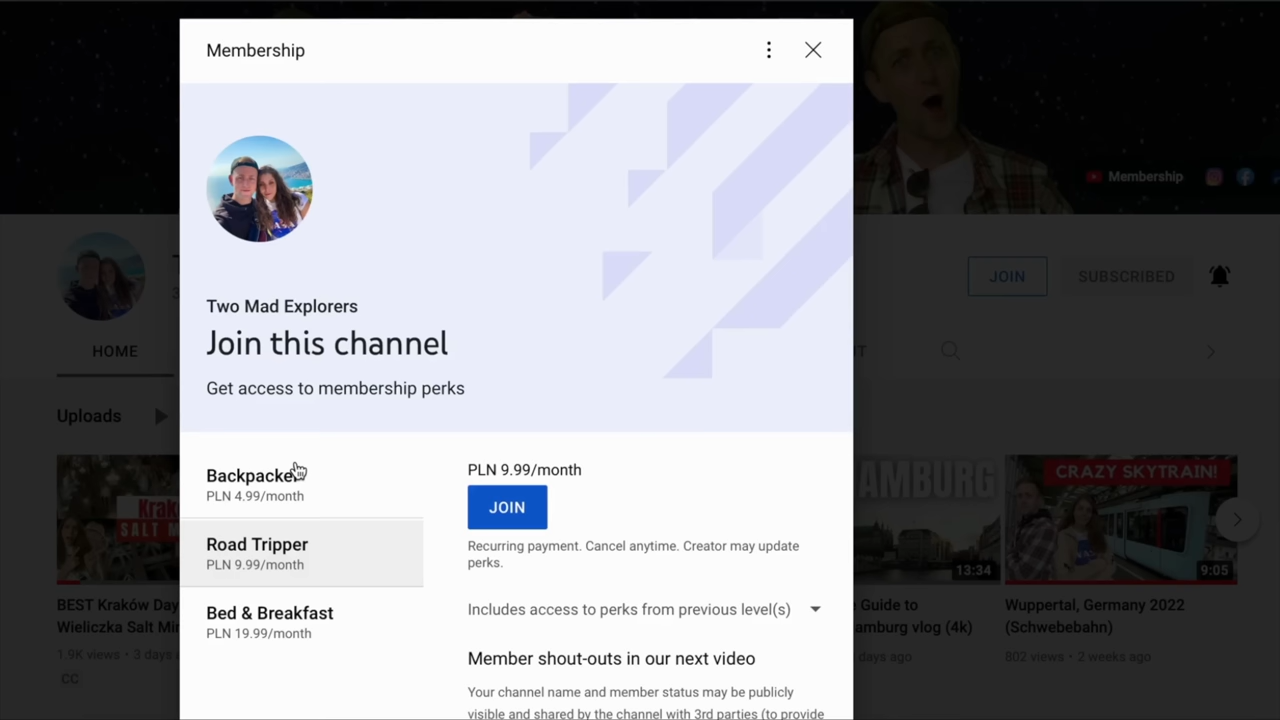 Membership
Membership
JOIN
SUBSCRIBED
Two Mad Explorers
Join this channel
Get access to membership perks
HOME
Uploads
Backpacker
PLN 4.99/month
Road Tripper
PLN 9.99/month
Bed & Breakfast
PLN 19.99/month
PLN 9.99/month
JOIN
Recurring payment. Cancel anytime. Creator may update
perks.
Includes access to perks from previous level(s)
Member shout-outs in our next video
Your channel name and member status may be publicly
visible and shared by the channel with 3rd parties (to provide
SALT
BEST Kraków Day
Wieliczka Salt
1.9K views • 3 days
CC
HAMBURG
13:34
Guide to
vlog (4k)
days ago
CRAZY SKYTRAIN!
9:05
Wuppertal, Germany 2022
(Schwebebahn)
802 views • 2 weeks ago